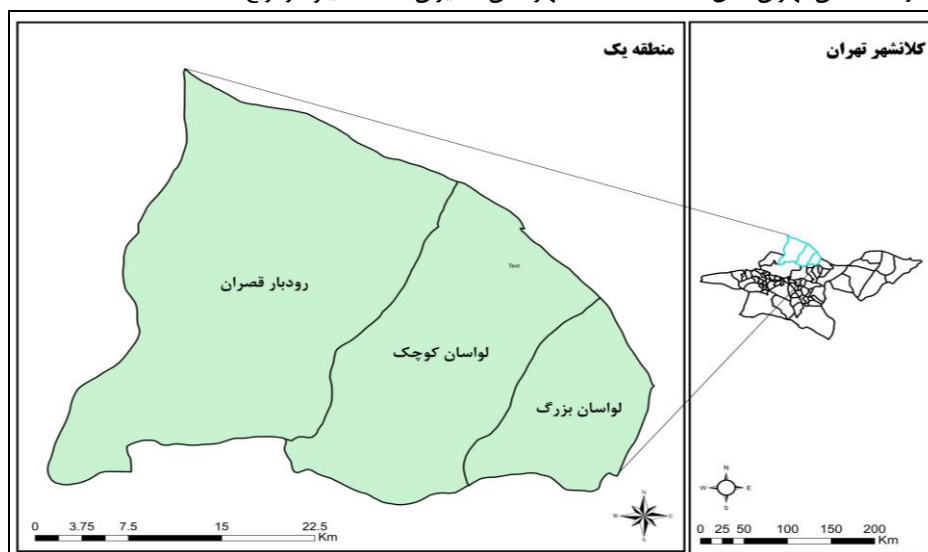 کلانشهر تهران
منطقه یک
Text
رودبار قصران
لواسان کوچک
لواسان بزرگ
N
W E
S
0 3.75 7.5 15 22.5
Km
N
W E
S
0 25 50 100 150 200
Km